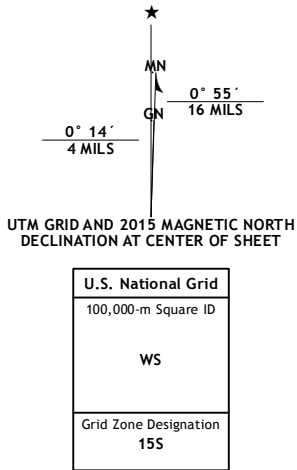 ★
MN
0° 55´
16 MILS
GN
0° 14´
4 MILS
UTM GRID AND 2015 MAGNETIC NORTH
DECLINATION AT CENTER OF SHEET
U.S. National Grid
100,000-m Square ID
WS
Grid Zone Designation
15S